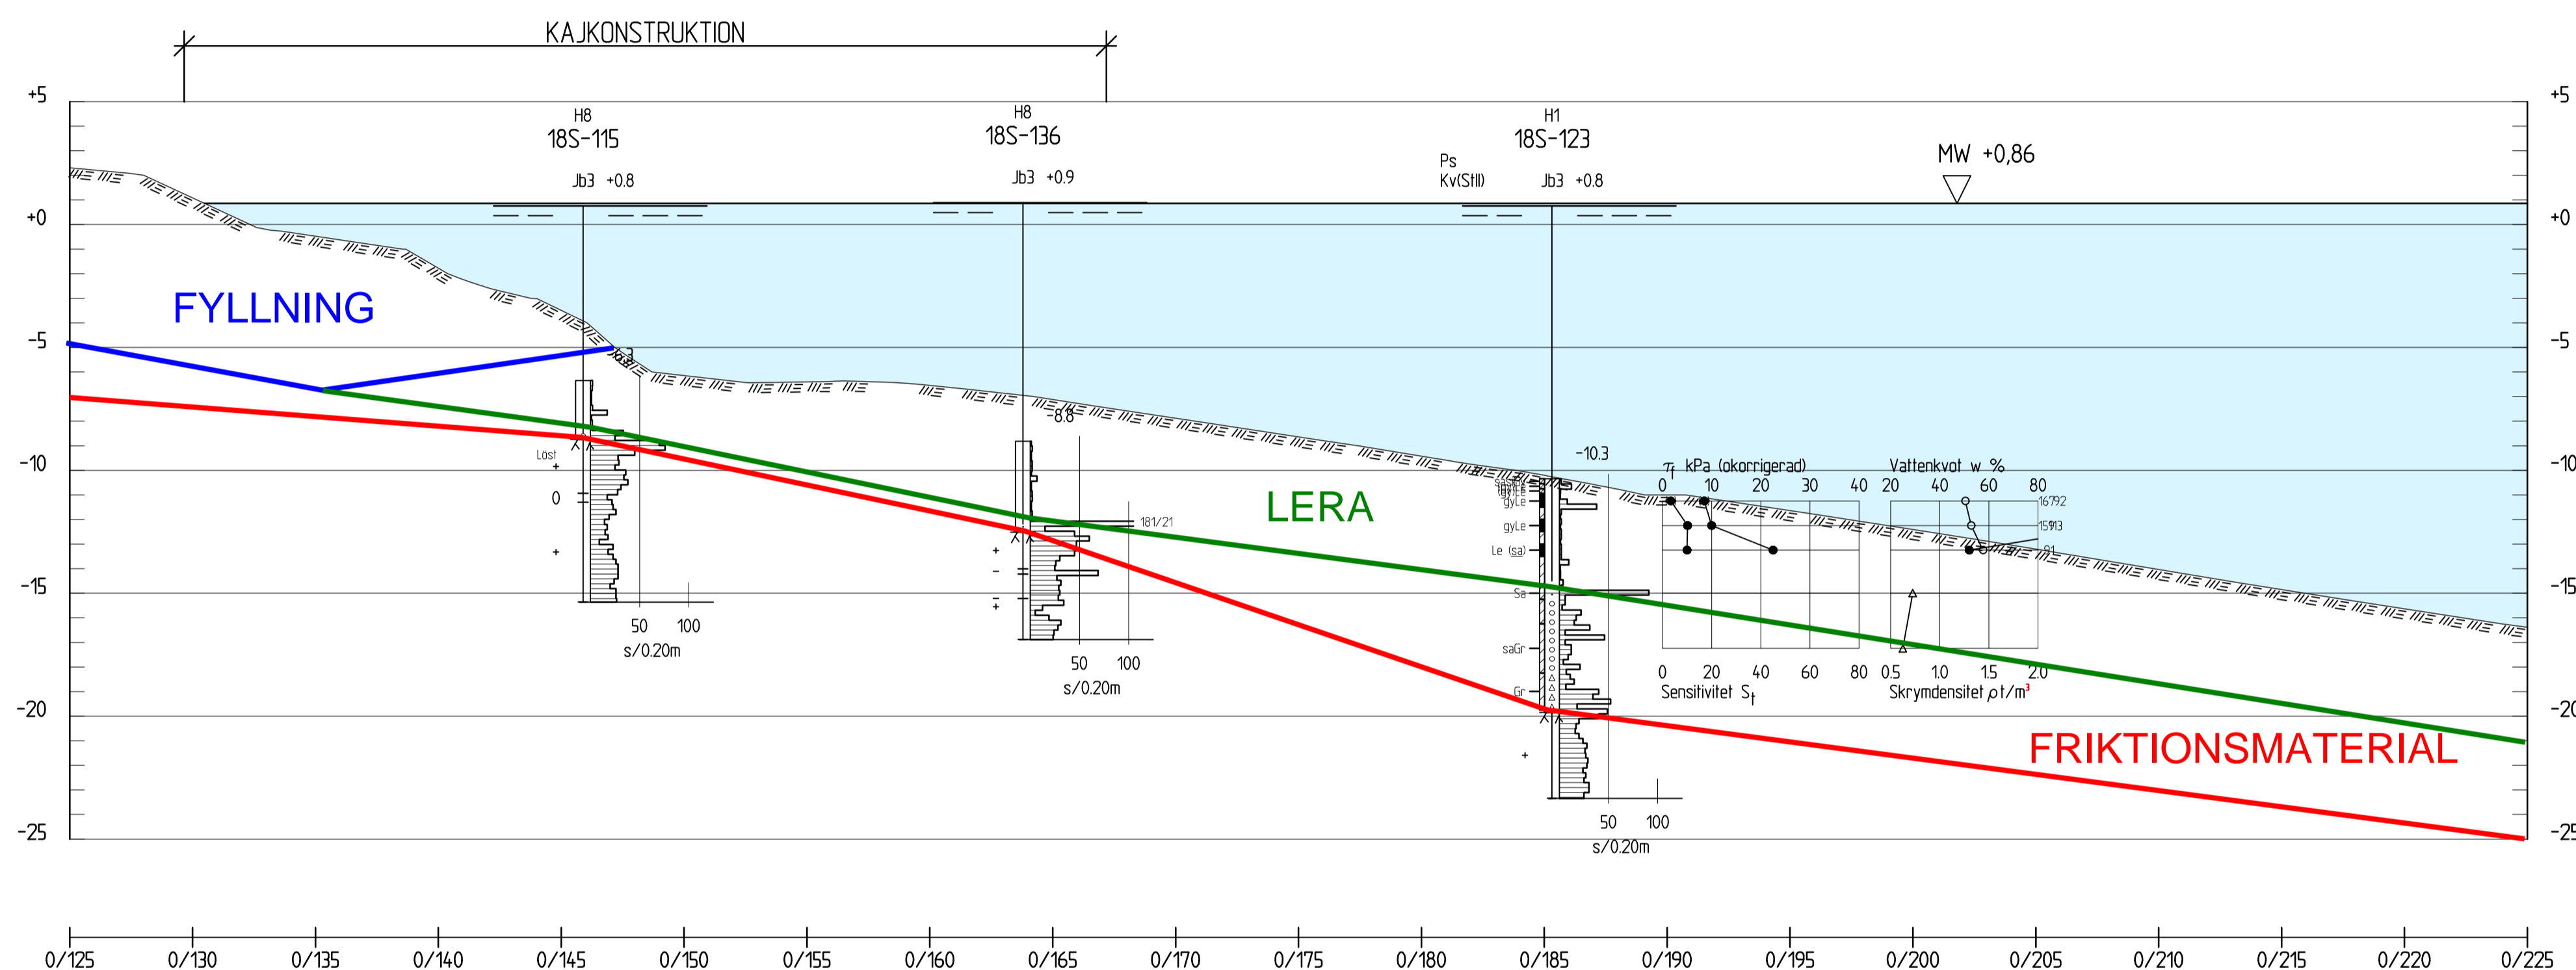 KAJKONSTRUKTION
+5 +5
H8 H8 H1
18S-115 18S-136 18S-123
MW +0,86
Ps
Kv(StII)
Jb3 +0.8 Jb3 +0.9 Jb3 +0.8
+0 +0
FYLLNING
-5 -5
-8.8
-10.3
Löst
τf kPa (okorrigerad) Vattenkvot w %
-10 -10
0 10 20 30 40 20 40 60 80
+
0
+
LERA
gyLe
gyLe
Le (sa)
181/21
+
-
-
+
-15 -15
Sa
50 100
s/0.20m
saGr
50 100
s/0.20m
0 20 40 60 80 0.5 1.0 1.5 2.0
Sensitivitet St Skrymdensitet ρ t/m³
Gr
-20 -20
FRIKTIONSMATERIAL
+
50 100
s/0.20m
-25 -25
0/125 0/130 0/135 0/140 0/145 0/150 0/155 0/160 0/165 0/170 0/175 0/180 0/185 0/190 0/195 0/200 0/205 0/210 0/215 0/220 0/225